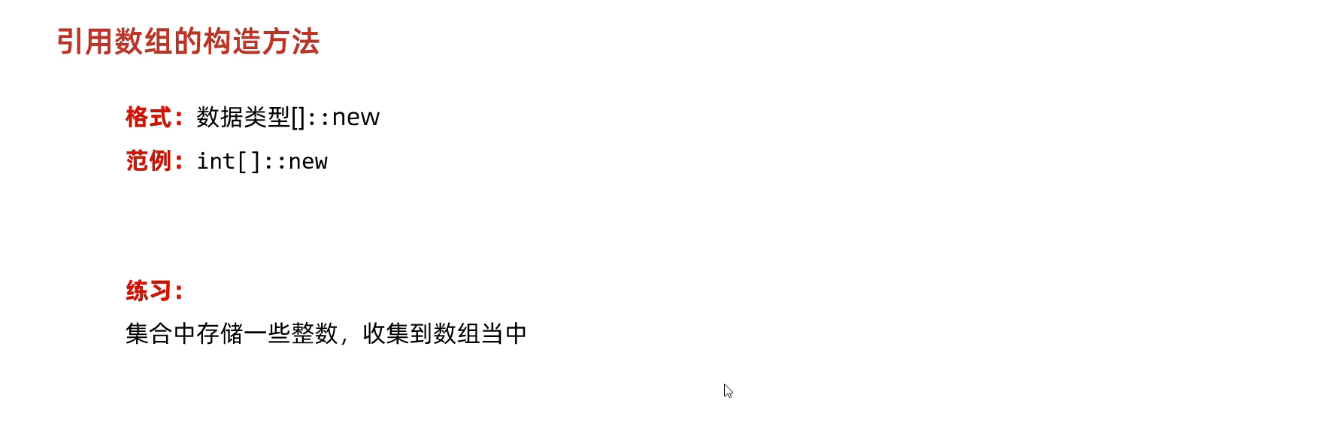 引用数组的构造方法
格式：数据类型[]::new
范例：int[]::new
练习：
集合中存储一些整数，收集到数组当中